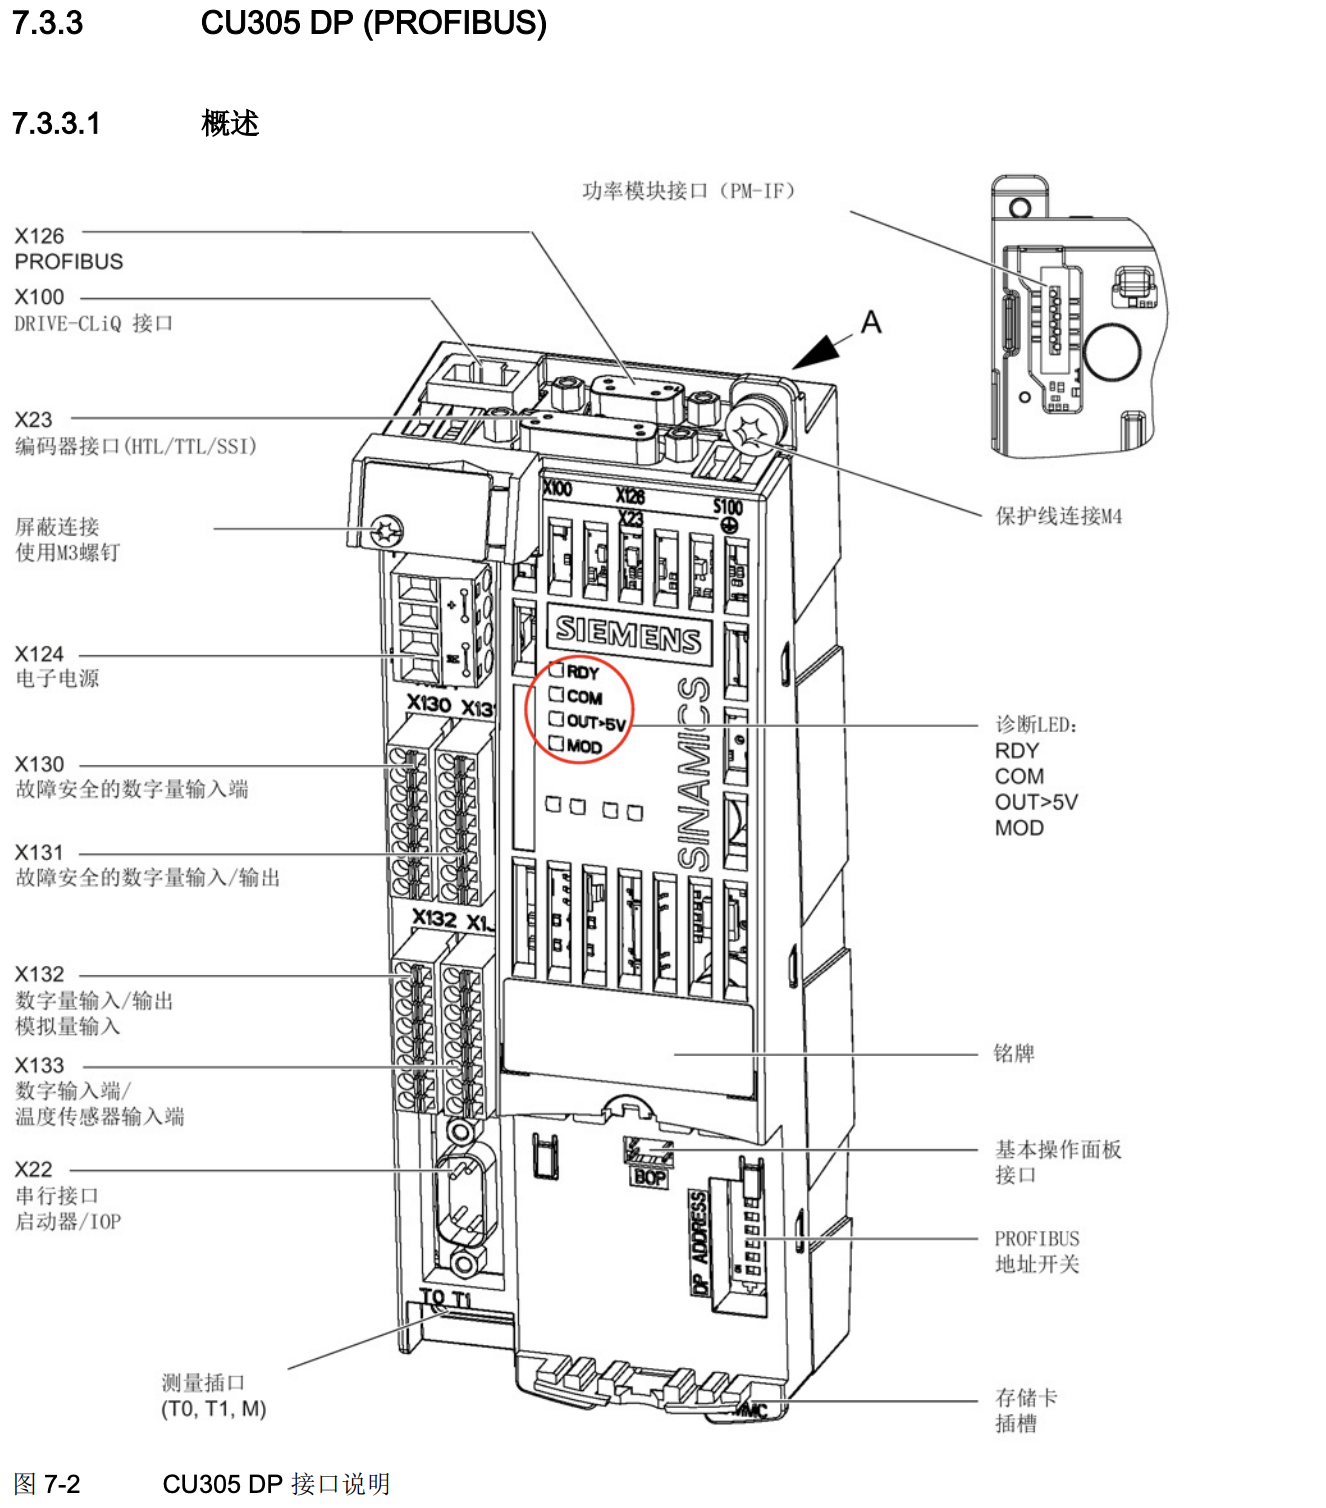 7.3.3 CU305 DP (PROFIBUS)
7.3.3.1 概述
功率模块接口（PM-IF）
X126
PROFIBUS
X100
DRIVE-CLiQ 接口
A
X23
编码器接口(HTL/TTL/SSI)
屏蔽连接
使用M3螺钉
保护线连接M4
X100 X126 S100
X23
SIEMENS
RDY
COM
OUT>5V
MOD
SINAMICS
X124
电子电源
X130 X131
诊断LED:
RDY
COM
OUT>5V
MOD
X130
故障安全的数字量输入端
X131
故障安全的数字量输入/输出
X132
X132
数字量输入/输出
模拟量输入
X133
数字输入端/
温度传感器输入端
铭牌
X22
串行接口
启动器/IOP
BOP
基本操作面板
接口
DP ADDRESS
PROFIBUS
地址开关
T0 T1
测量插口
(T0, T1, M)
存储卡
插槽
图 7-2 CU305 DP 接口说明